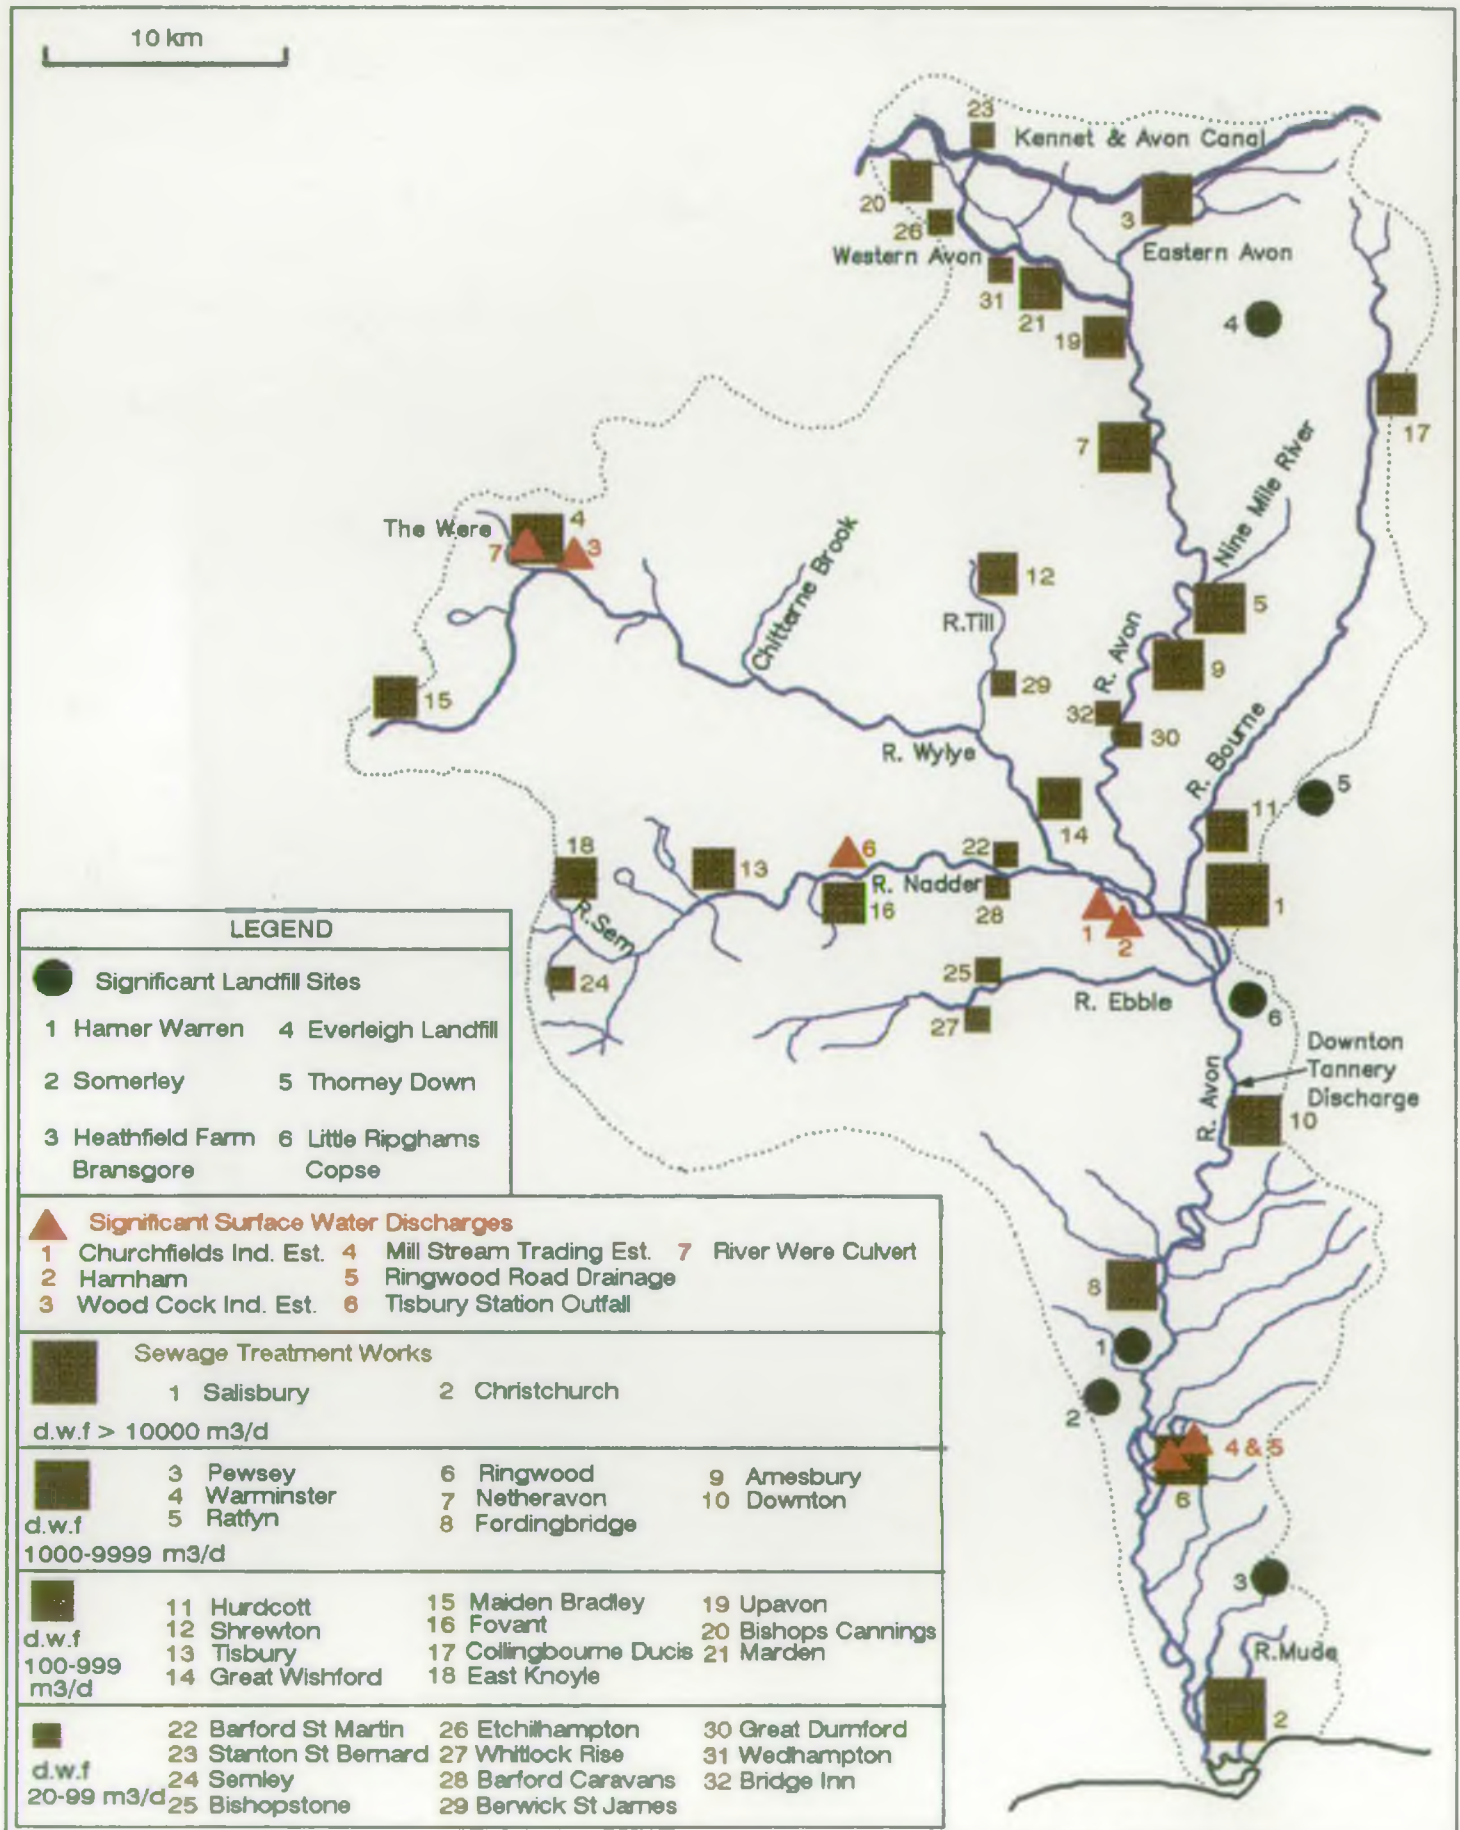 10 km
23
Kennet & Avon Canal
20
3
26
Western Avon
Eastern Avon
31
21
4
19
17
7
Nine Mile River
The Were
4
7
3
Chitterne Brook
12
5
R.Till
R. Avon
9
15
29
32
30
R. Wylye
R. Bourne
5
14
11
18
22
6
13
R. Nadder
16
28
1
R.Sem
1
2
24
25
R. Ebble
6
27
Downton
Tannery
Discharge
R. Avon
10
8
1
2
4 & 5
6
3
R.Mude
2
LEGEND
Significant Landfill Sites
1 Hamer Warren 4 Everleigh Landfill
2 Somerley 5 Thorney Down
3 Heathfield Farm 6 Little Ripghams
Bransgore Copse
Significant Surface Water Discharges
1 Churchfields Ind. Est. 4 Mill Stream Trading Est. 7 River Were Culvert
2 Harnham 5 Ringwood Road Drainage
3 Wood Cock Ind. Est. 6 Tisbury Station Outfall
Sewage Treatment Works
1 Salisbury 2 Christchurch
d.w.f > 10000 m3/d
3 Pewsey 6 Ringwood 9 Amesbury
4 Warminster 7 Netheravon 10 Downton
5 Ratfyn 8 Fordingbridge
d.w.f
1000-9999 m3/d
11 Hurdcott 15 Maiden Bradley 19 Upavon
12 Shrewton 16 Fovant 20 Bishops Cannings
13 Tisbury 17 Collingbourne Ducis 21 Marden
14 Great Wishford 18 East Knoyle
d.w.f
100-999
m3/d
22 Barford St Martin 26 Etchilhampton 30 Great Durnford
23 Stanton St Bernard 27 Whitlock Rise 31 Wedhampton
24 Semley 28 Barford Caravans 32 Bridge Inn
25 Bishopstone 29 Berwick St James
d.w.f
20-99 m3/d